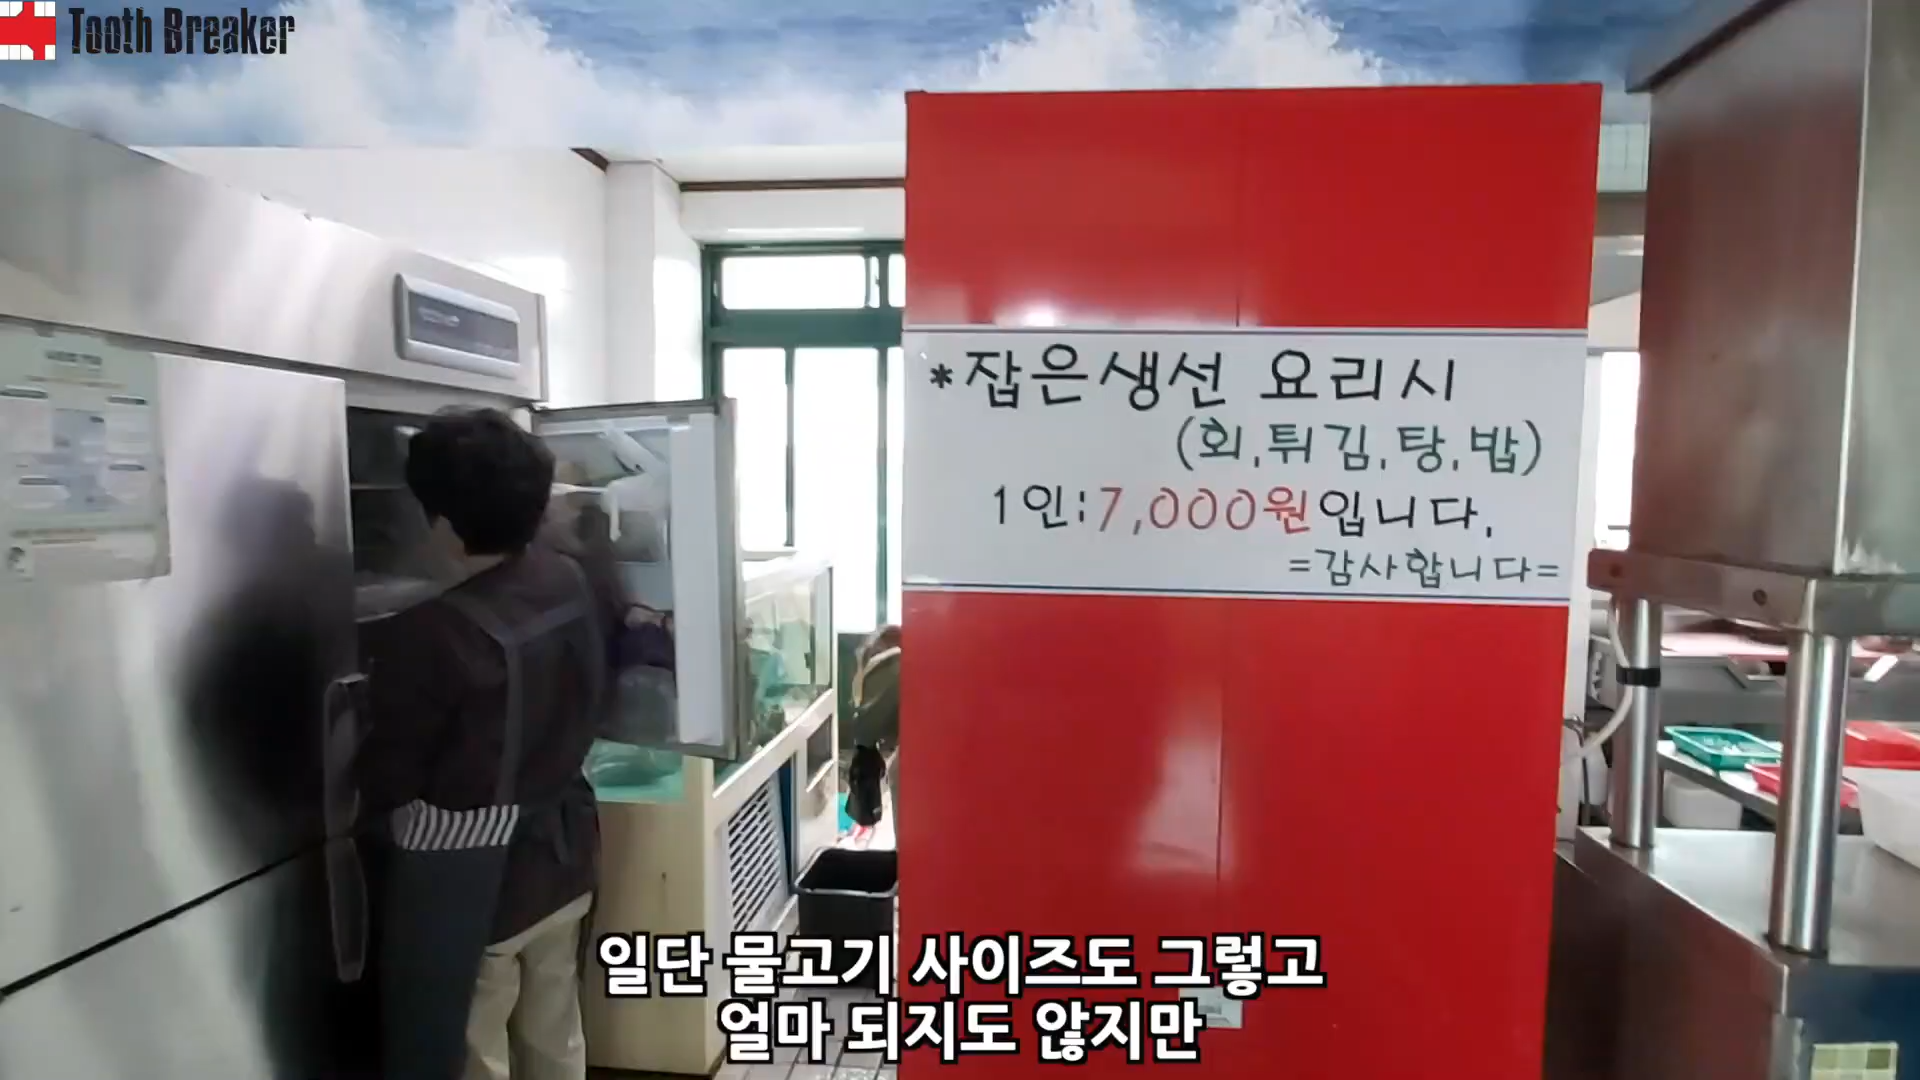 Tooth Breaker
*잡은생선 요리시
(회,튀김,탕,밥)
1인:7,000원입니다.
=감사합니다=
일단 물고기 사이즈도 그렇고
얼마 되지도 않지만